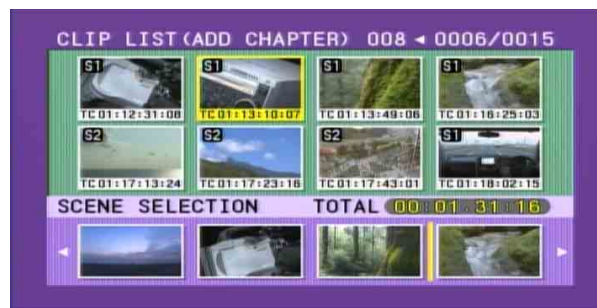 CLIP LIST(ADD CHAPTER) 008 ◄ 0006/0015
S1 S1 S1 S1
TC 01:12:31:08 TC 01:13:10:07 TC 01:13:49:06 TC 01:16:25:03
S2 S2 S2 S1
TC 01:17:13:24 TC 01:17:23:16 TC 01:17:43:01 TC 01:18:02:15
SCENE SELECTION TOTAL 00:01.31:16